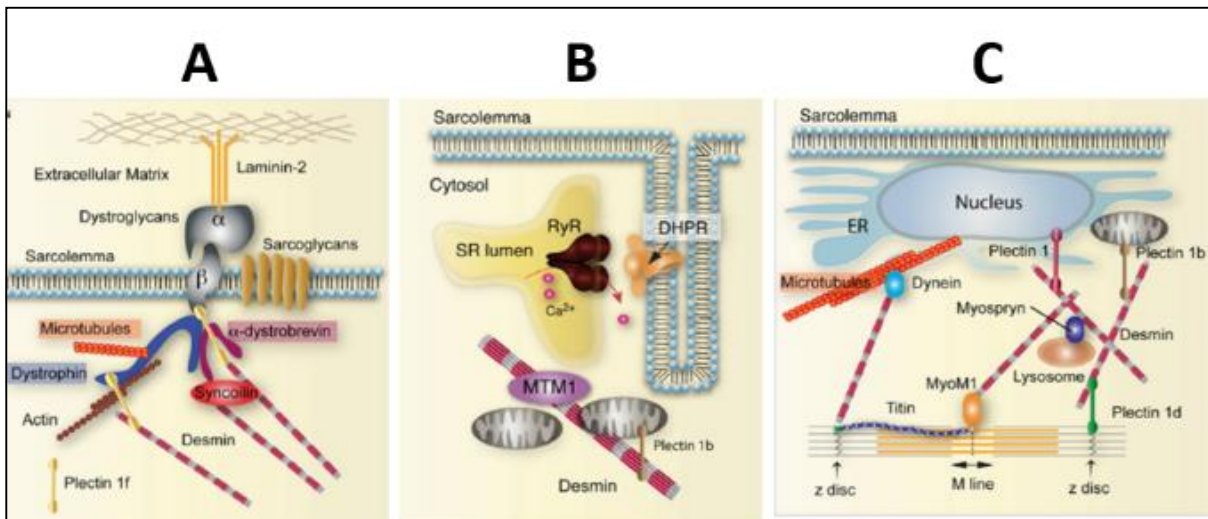 A
B
C
Laminin-2
Extracellular Matrix
Dystroglycans
α
Sarcoglycans
Sarcolemma
β
Microtubules
α-dystrobrevin
Dystrophin
Syncoilin
Actin
Desmin
Plectin 1f
Sarcolemma
Cytosol
RyR
DHPR
SR lumen
Ca²⁺
MTM1
Plectin 1b
Desmin
Sarcolemma
Nucleus
ER
Plectin 1
Plectin 1b
Microtubules
Dynein
Myospryn
Desmin
Lysosome
MyoM1
Titin
Plectin 1d
z disc
M line
z disc